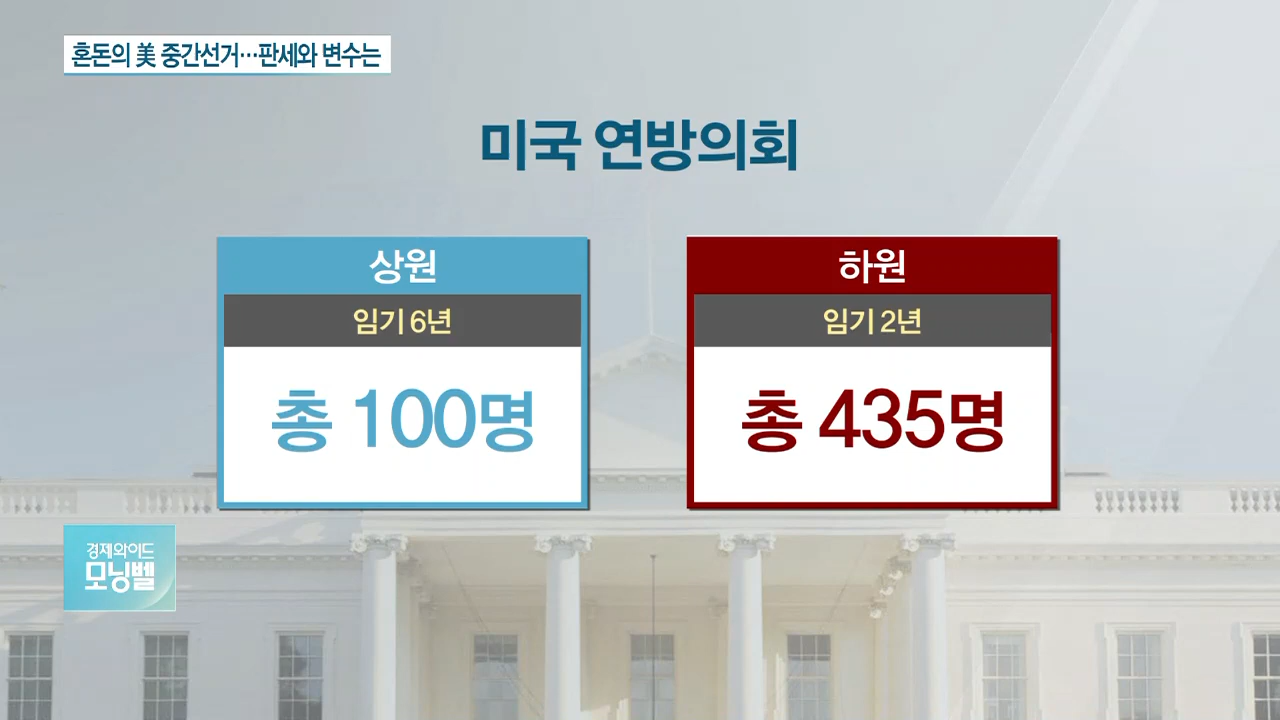 혼돈의 美 중간선거…판세와 변수는
미국 연방의회
상원
임기 6년
총 100명
하원
임기 2년
총 435명
경제와이드
모닝벨